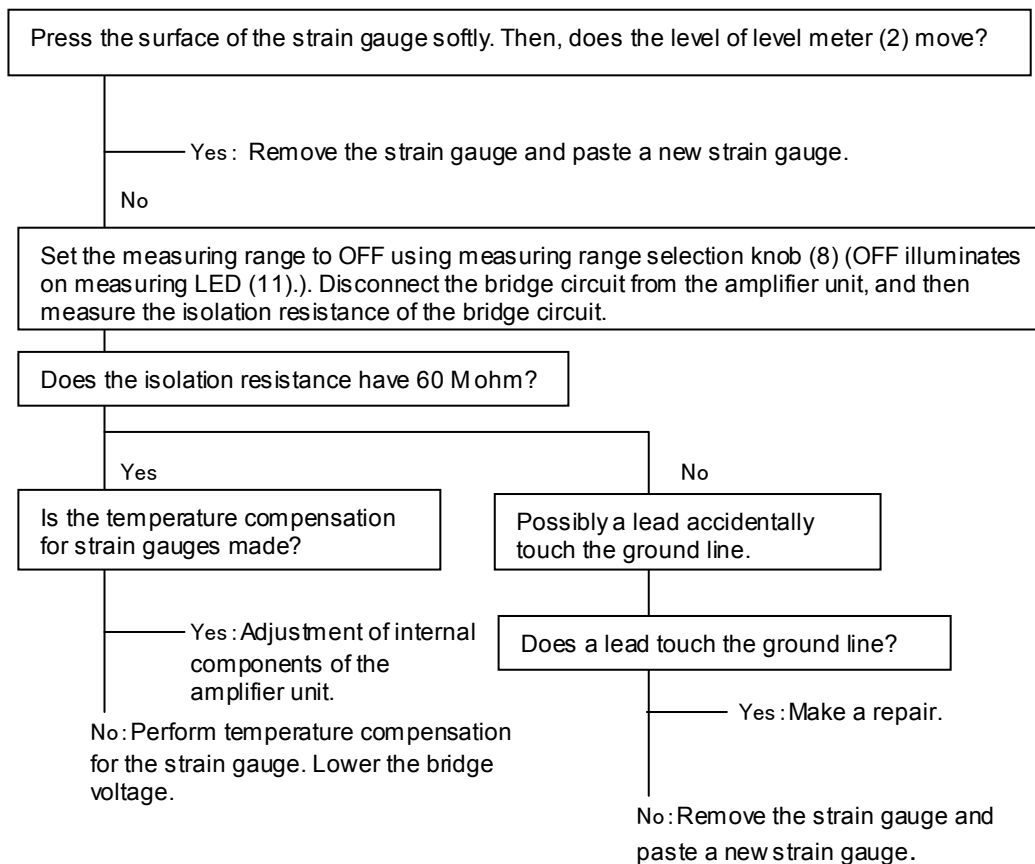 Press the surface of the strain gauge softly. Then, does the level of level meter (2) move?
Yes: Remove the strain gauge and paste a new strain gauge.
No
Set the measuring range to OFF using measuring range selection knob (8) (OFF illuminates
on measuring LED (11).). Disconnect the bridge circuit from the amplifier unit, and then
measure the isolation resistance of the bridge circuit.
Does the isolation resistance have 60 M ohm?
Yes
Is the temperature compensation
for strain gauges made?
Yes: Adjustment of internal
components of the
amplifier unit.
No: Perform temperature compensation
for the strain gauge. Lower the bridge
voltage.
No
Possibly a lead accidentally
touch the ground line.
Does a lead touch the ground line?
Yes: Make a repair.
No: Remove the strain gauge and
paste a new strain gauge.